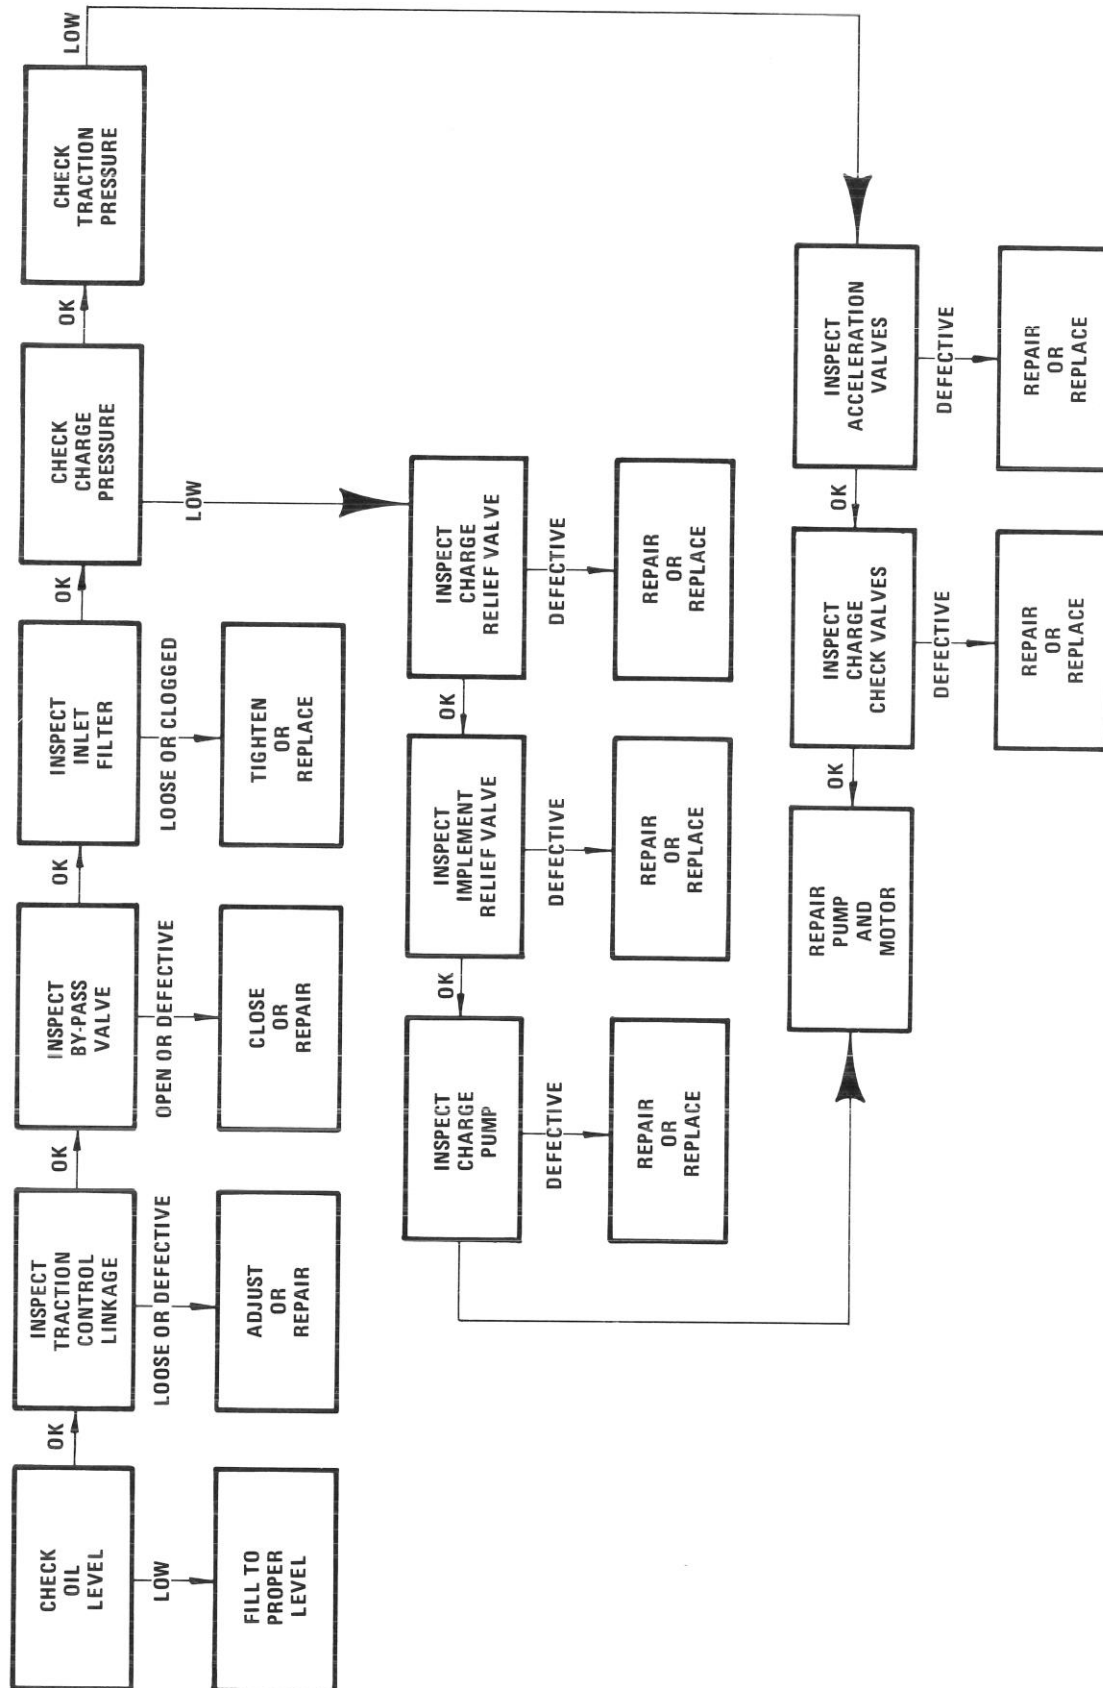 CHECK
OIL
LEVEL
OK
INSPECT
TRACTION
CONTROL
LINKAGE
OK
INSPECT
BY-PASS
VALVE
OK
INSPECT
INLET
FILTER
OK
CHECK
CHARGE
PRESSURE
OK
CHECK
TRACTION
PRESSURE
LOW
LOW
LOOSE OR DEFECTIVE
OPEN OR DEFECTIVE
LOOSE OR CLOGGED
LOW
FILL TO
PROPER
LEVEL
ADJUST
OR
REPAIR
CLOSE
OR
REPAIR
TIGHTEN
OR
REPLACE
INSPECT
CHARGE
PUMP
OK
INSPECT
IMPLEMENT
RELIEF VALVE
OK
INSPECT
CHARGE
RELIEF VALVE
DEFECTIVE
DEFECTIVE
DEFECTIVE
REPAIR
OR
REPLACE
REPAIR
OR
REPLACE
REPAIR
OR
REPLACE
REPAIR
PUMP
AND
MOTOR
OK
INSPECT
CHARGE
CHECK VALVES
OK
INSPECT
ACCELERATION
VALVES
DEFECTIVE
DEFECTIVE
REPAIR
OR
REPLACE
REPAIR
OR
REPLACE